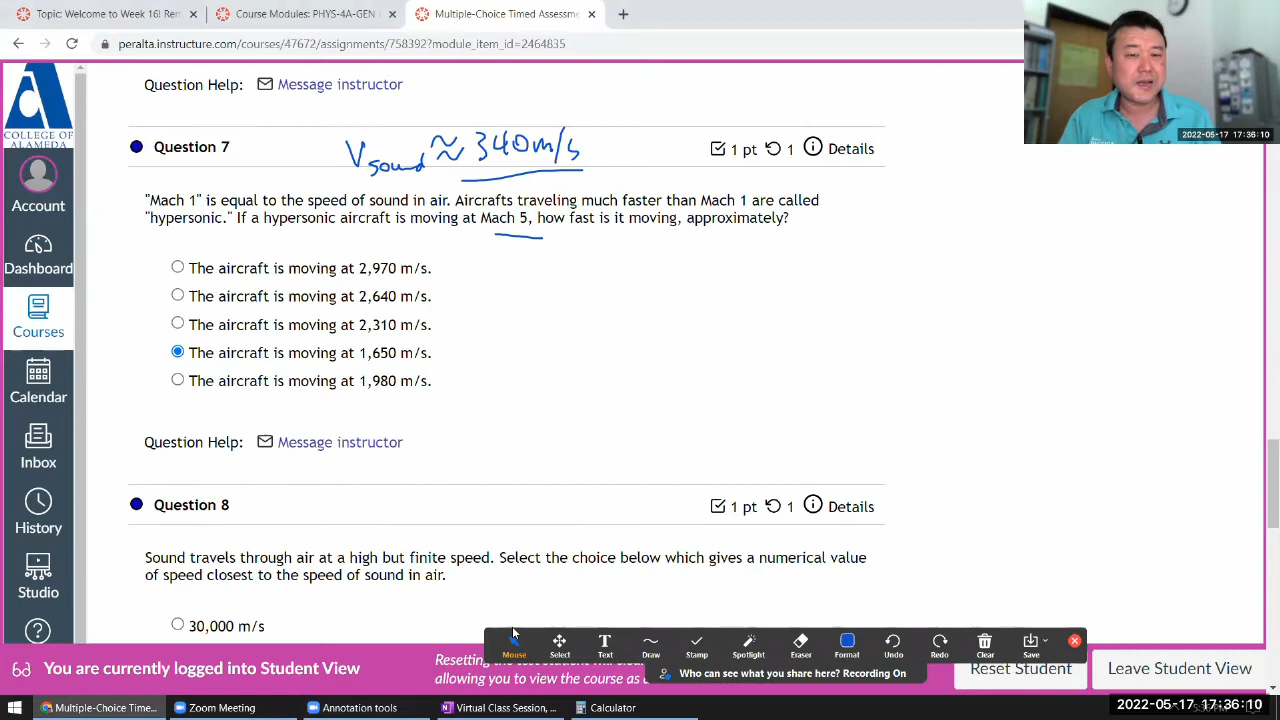 Topic: Welcome to Week 16! Rem
Course Modules: PHYS-4A-GEN
Multiple-Choice Timed Assessme
peralta.instructure.com/courses/47672/assignments/758392?module_item_id=2464835
2022-05-17 17:36:10
COLLEGE OF
ALAMEDA
Account
Dashboard
Courses
Calendar
Inbox
History
Studio
Question Help: Message instructor
Question 7
V sound ≈ 340m/s
1 pt 1 Details
"Mach 1" is equal to the speed of sound in air. Aircrafts traveling much faster than Mach 1 are called
"hypersonic." If a hypersonic aircraft is moving at Mach 5, how fast is it moving, approximately?
The aircraft is moving at 2,970 m/s.
The aircraft is moving at 2,640 m/s.
The aircraft is moving at 2,310 m/s.
The aircraft is moving at 1,650 m/s.
The aircraft is moving at 1,980 m/s.
Question Help: Message instructor
Question 8
1 pt 1 Details
Sound travels through air at a high but finite speed. Select the choice below which gives a numerical value
of speed closest to the speed of sound in air.
30,000 m/s
Mouse Select Text Draw Stamp Spotlight Eraser Format Undo Redo Clear Save
Who can see what you share here? Recording On
You are currently logged into Student View
Resetting the test student will
allowing you to view the course as
Reset Student
Leave Student View
Multiple-Choice Time...
Zoom Meeting
Annotation tools
Virtual Class Session, ...
Calculator
2022-05-17 17:36:10